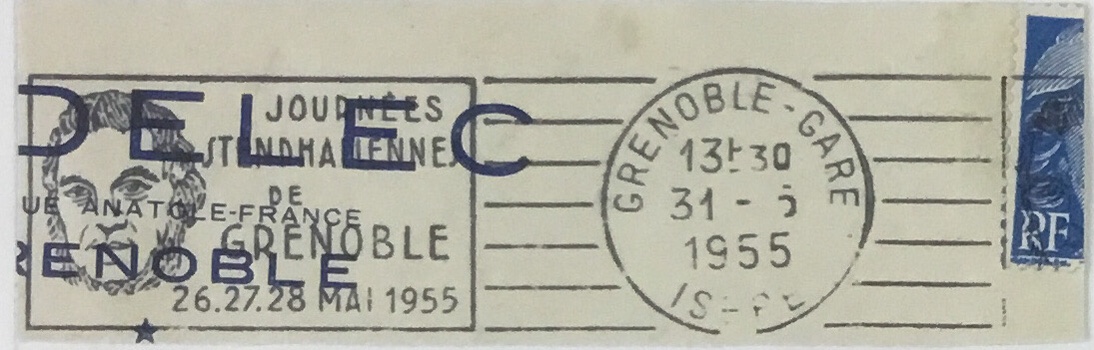 DELEC
JOURNÉES
STENDHALIENNES
DE
UE ANATOLE-FRANCE
GRENOBLE
RENOBLE
26.27.28 MAI 1955
GRENOBLE-GARE
13H30
31 - 5
1955
ISERE
RF